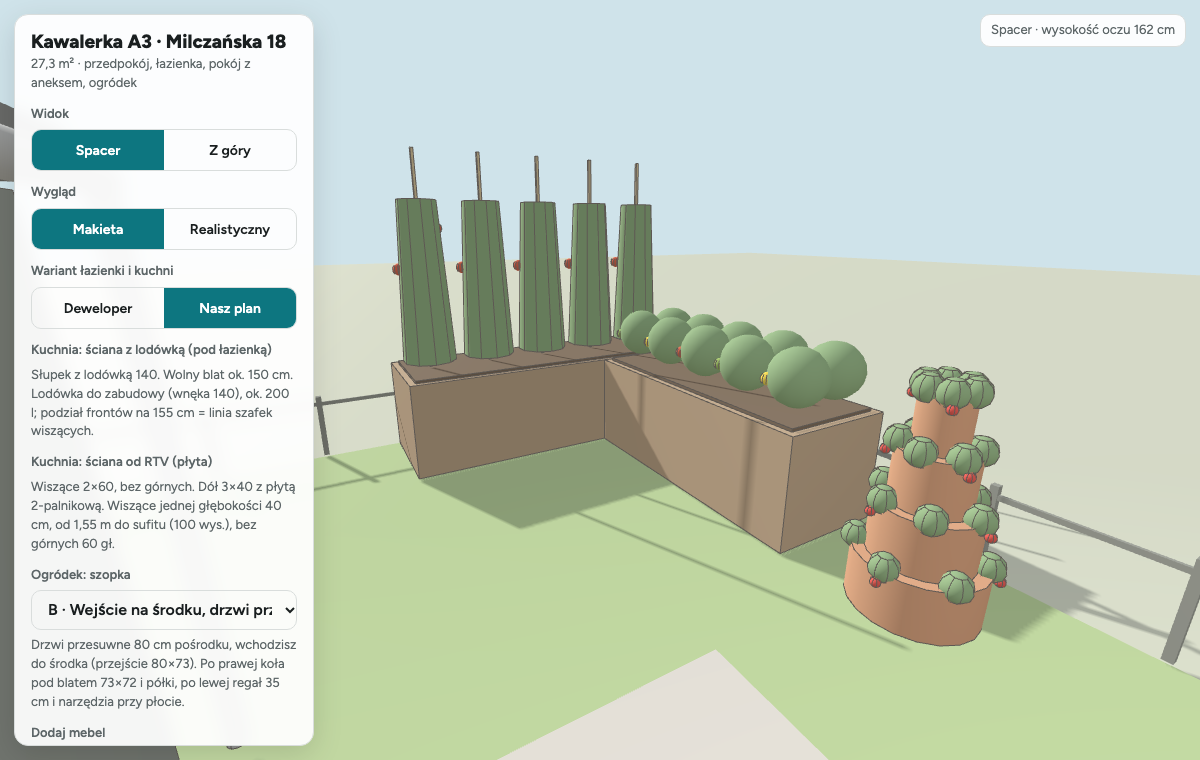 Kawalerka A3 · Milczańska 18
27,3 m² · przedpokój, łazienka, pokój z
aneksem, ogródek
Widok
Spacer
Z góry
Wygląd
Makieta
Realistyczny
Wariant łazienki i kuchni
Deweloper
Nasz plan
Kuchnia: ściana z lodówką (pod łazienką)
Słupek z lodówką 140. Wolny blat ok. 150 cm.
Lodówka do zabudowy (wnęka 140), ok. 200
l; podział frontów na 155 cm = linia szafek
wiszących.
Kuchnia: ściana od RTV (płyta)
Wiszące 2×60, bez górnych. Dół 3×40 z płytą
2-palnikową. Wiszące jednej głębokości 40
cm, od 1,55 m do sufitu (100 wys.), bez
górnych 60 gł.
Ogródek: szopka
B · Wejście na środku, drzwi prz
Drzwi przesuwne 80 cm pośrodku, wchodzisz
do środka (przejście 80×73). Po prawej koła
pod blatem 73×72 i półki, po lewej regał 35
cm i narzędzia przy płocie.
Dodaj mebel
Spacer · wysokość oczu 162 cm